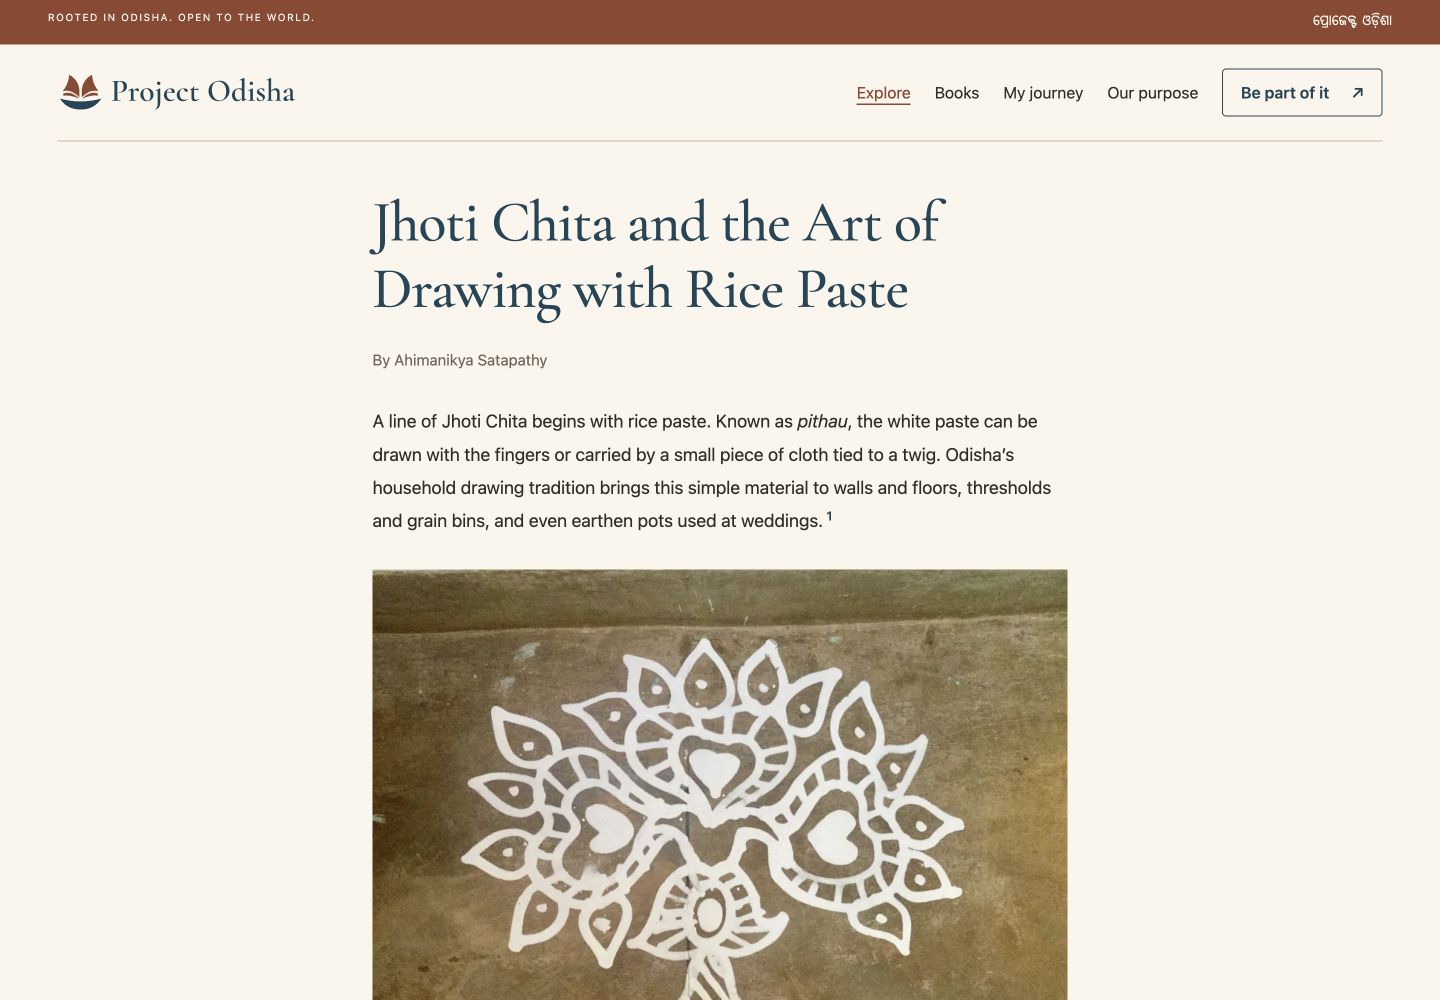 ROOTED IN ODISHA. OPEN TO THE WORLD.
ପ୍ରୋଜେକ୍ଟ ଓଡ଼ିଶା
Project Odisha
Explore
Books
My journey
Our purpose
Be part of it
Jhoti Chita and the Art of
Drawing with Rice Paste
By Ahimanikya Satapathy
A line of Jhoti Chita begins with rice paste. Known as pithau, the white paste can be
drawn with the fingers or carried by a small piece of cloth tied to a twig. Odisha’s
household drawing tradition brings this simple material to walls and floors, thresholds
and grain bins, and even earthen pots used at weddings. 1